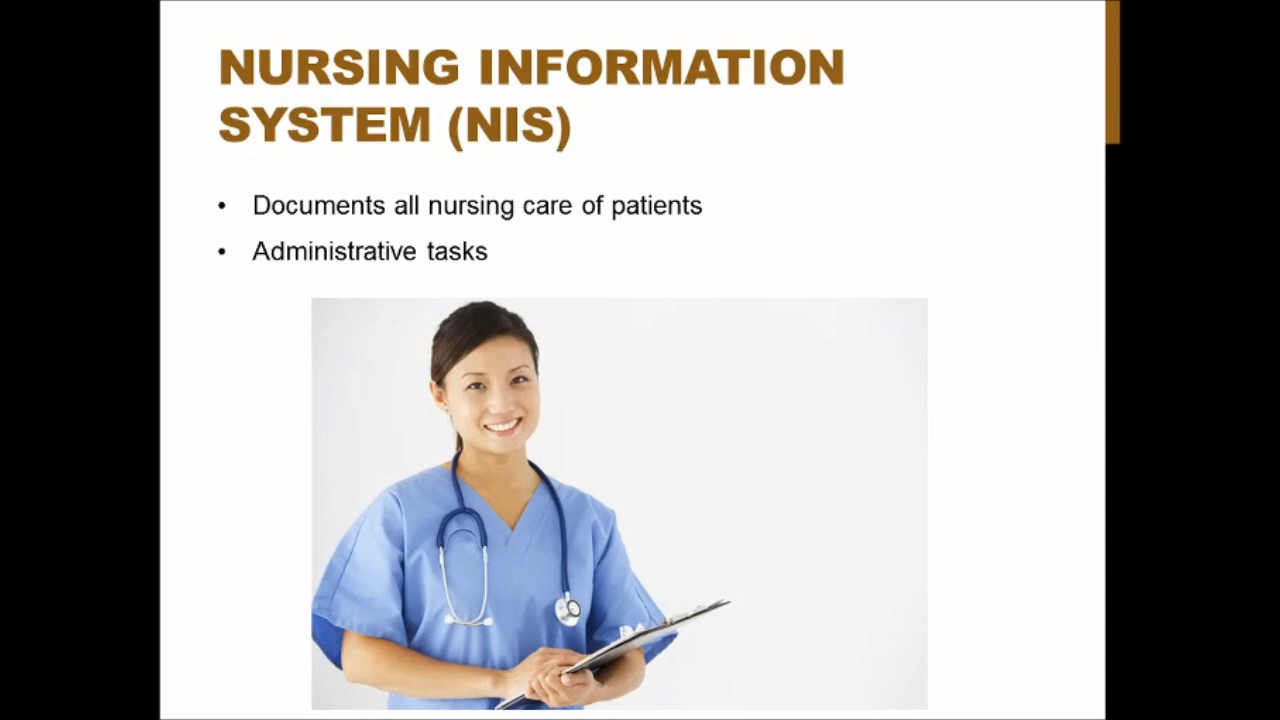 NURSING INFORMATION
SYSTEM (NIS)
• Documents all nursing care of patients
• Administrative tasks